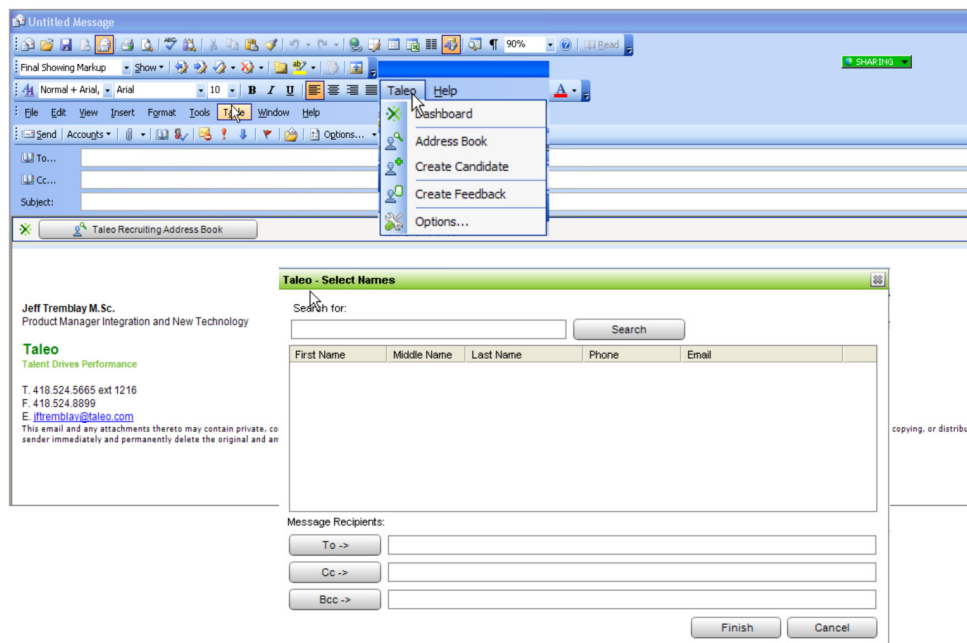 Untitled Message
90% Read
Final Showing Markup Show
SHARING
Normal + Arial, Arial 10 B I U A
Taleo Help
File Edit View Insert Format Tools Table Window Help
Dashboard
Send Accounts Options...
Address Book
To...
Create Candidate
Cc...
Create Feedback
Subject:
Options...
Taleo Recruiting Address Book
Taleo - Select Names
Jeff Tremblay M.Sc.
Search for:
Product Manager Integration and New Technology
Search
Taleo
First Name Middle Name Last Name Phone Email
Talent Drives Performance
T. 418.524.5665 ext 1216
F. 418.524.8899
E. jftremblay@taleo.com
This email and any attachments thereto may contain private, co copying, or distribu
sender immediately and permanently delete the original and an
Message Recipients:
To ->
Cc ->
Bcc ->
Finish Cancel